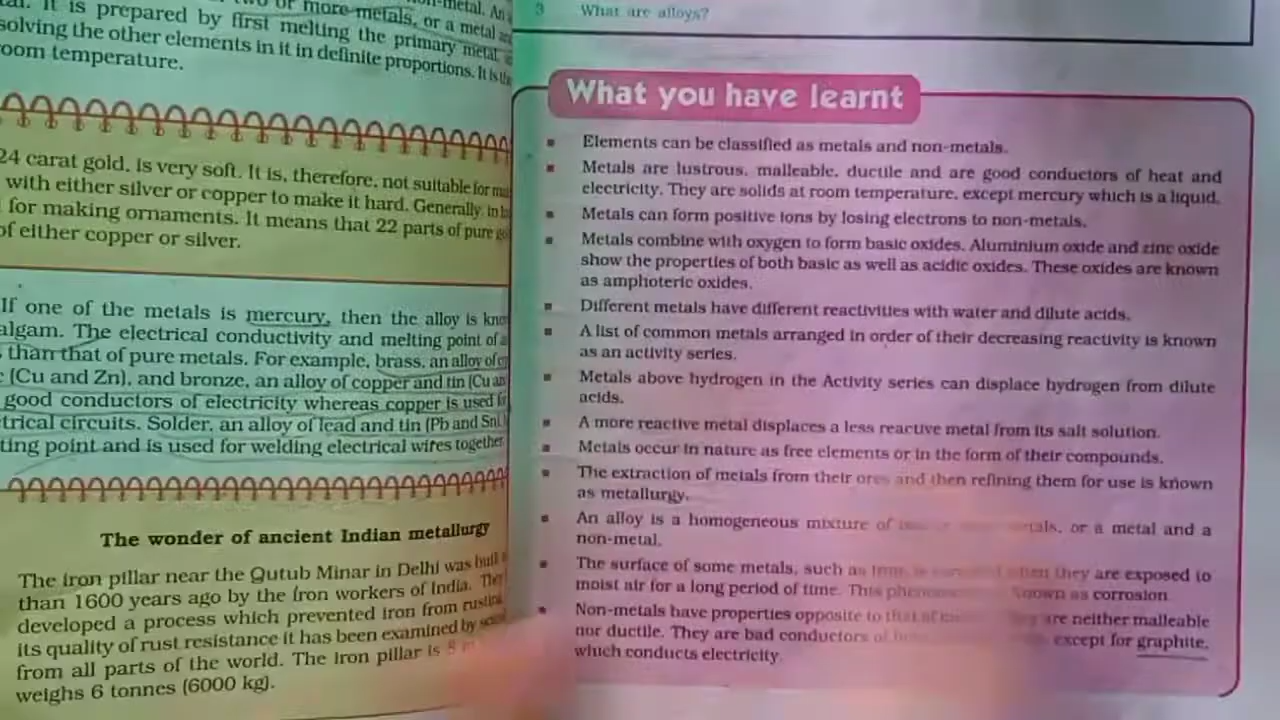 two or more metals, or a metal
It is prepared by first melting the primary metal,
solving the other elements in it in definite proportions. It is
room temperature.
24 carat gold, is very soft. It is, therefore, not suitable for
with either silver or copper to make it hard. Generally, in
for making ornaments. It means that 22 parts of pure
of either copper or silver.
If one of the metals is mercury, then the alloy is
algam. The electrical conductivity and melting point of
than that of pure metals. For example, brass, an alloy of
(Cu and Zn), and bronze, an alloy of copper and tin (Cu
good conductors of electricity whereas copper is used
trical circuits. Solder, an alloy of lead and tin (Pb and Sn),
ting point and is used for welding electrical wires together.
The wonder of ancient Indian metallurgy
The iron pillar near the Qutub Minar in Delhi was
than 1600 years ago by the iron workers of India. They
developed a process which prevented iron from rusting.
its quality of rust resistance it has been examined by
from all parts of the world. The iron pillar is 8
weighs 6 tonnes (6000 kg).
3 What are alloys?
What you have learnt
▪ Elements can be classified as metals and non-metals.
▪ Metals are lustrous, malleable, ductile and are good conductors of heat and
electricity. They are solids at room temperature, except mercury which is a liquid.
▪ Metals can form positive ions by losing electrons to non-metals.
▪ Metals combine with oxygen to form basic oxides. Aluminium oxide and zinc oxide
show the properties of both basic as well as acidic oxides. These oxides are known
as amphoteric oxides.
▪ Different metals have different reactivities with water and dilute acids.
▪ A list of common metals arranged in order of their decreasing reactivity is known
as an activity series.
▪ Metals above hydrogen in the Activity series can displace hydrogen from dilute
acids.
▪ A more reactive metal displaces a less reactive metal from its salt solution.
▪ Metals occur in nature as free elements or in the form of their compounds.
▪ The extraction of metals from their ores and then refining them for use is known
as metallurgy.
▪ An alloy is a homogeneous mixture of metals, or a metal and a
non-metal.
▪ The surface of some metals, such as iron, is when they are exposed to
moist air for a long period of time. This known as corrosion.
▪ Non-metals have properties opposite to that of are neither malleable
nor ductile. They are bad conductors of except for graphite,
which conducts electricity.